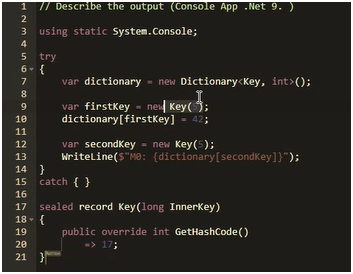 1 // Describe the output (Console App .Net 9. )
2
3 using static System.Console;
4
5 try
6 {
7 var dictionary = new Dictionary<Key, int>();
8
9 var firstKey = new Key( );
10 dictionary[firstKey] = 42;
11
12 var secondKey = new Key(5);
13 WriteLine($"M0: {dictionary[secondKey]}");
14 }
15 catch { }
16
17 sealed record Key(long InnerKey)
18 {
19 public override int GetHashCode()
20 => 17;
21 }